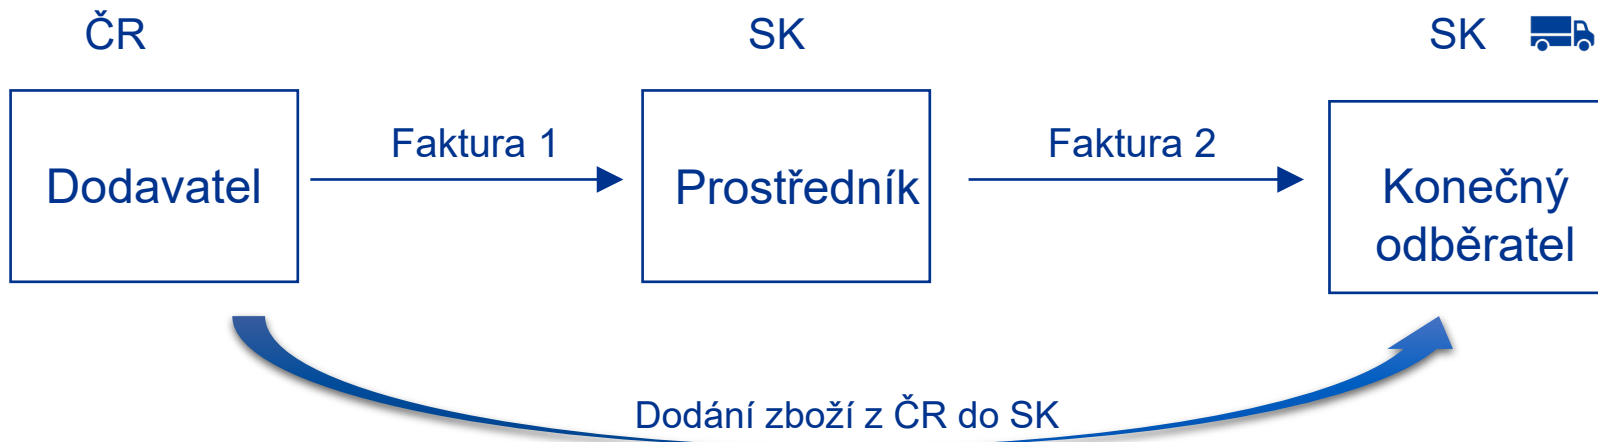 ČR
SK
SK
Faktura 1
Faktura 2
Dodavatel
Prostředník
Konečný
odběratel
Dodání zboží z ČR do SK